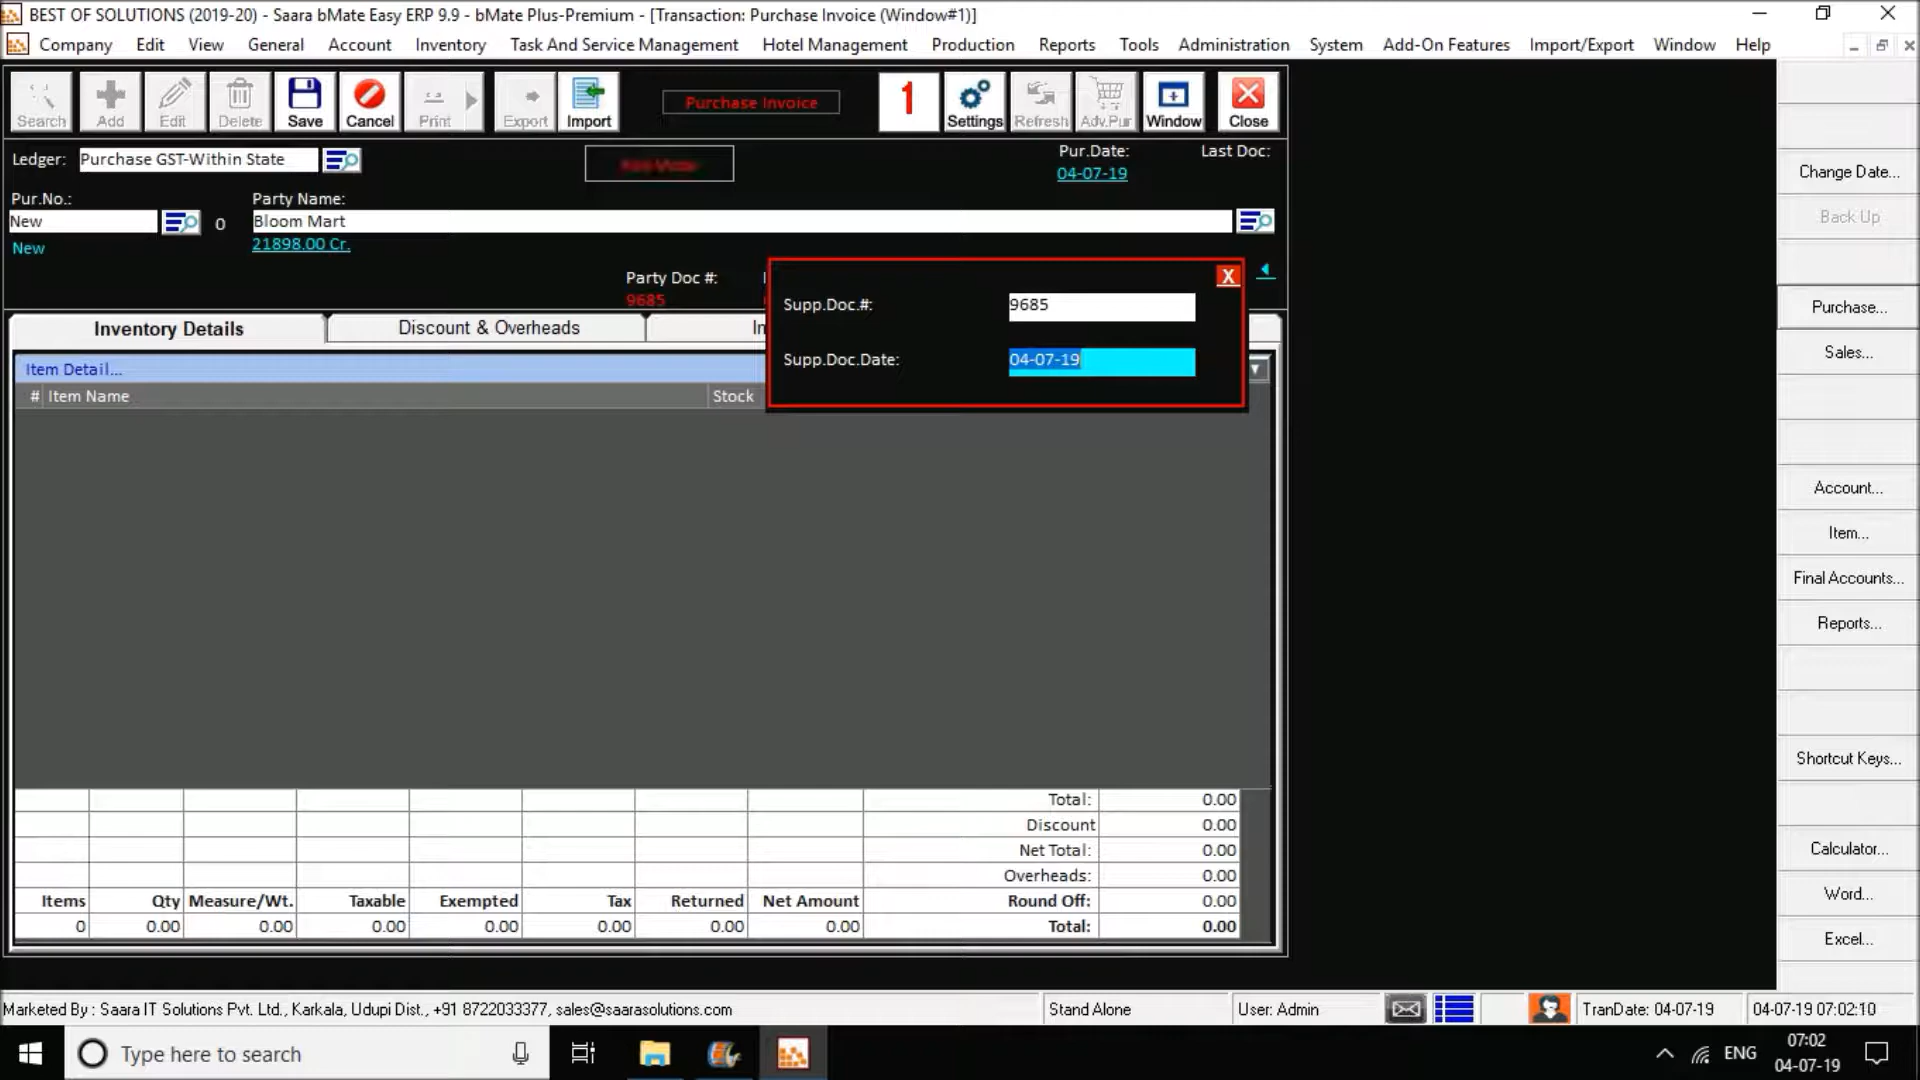 BEST OF SOLUTIONS (2019-20) - Saara bMate Easy ERP 9.9 - bMate Plus-Premium - [Transaction: Purchase Invoice (Window#1)]
Company Edit View General Account Inventory Task And Service Management Hotel Management Production Reports Tools Administration System Add-On Features Import/Export Window Help
Search Add Edit Delete Save Cancel Print Export Import Purchase Invoice 1 Settings Refresh Adv.Pur Window Close
Ledger: Purchase GST-Within State Pur.Date: Last Doc:
04-07-19
Pur.No.: Party Name:
New 0 Bloom Mart
New 21898.00 Cr.
Party Doc #:
9685
X
Supp.Doc.#: 9685
Supp.Doc.Date: 04-07-19
Inventory Details Discount & Overheads
Item Detail...
# Item Name Stock
Total: 0.00
Discount 0.00
Net Total: 0.00
Overheads: 0.00
Items Qty Measure/Wt. Taxable Exempted Tax Returned Net Amount Round Off: 0.00
0 0.00 0.00 0.00 0.00 0.00 0.00 0.00 Total: 0.00
Change Date...
Back Up
Purchase...
Sales...
Account...
Item...
Final Accounts...
Reports...
Shortcut Keys...
Calculator...
Word...
Excel...
Marketed By : Saara IT Solutions Pvt. Ltd., Karkala, Udupi Dist., +91 8722033377, sales@saarasolutions.com Stand Alone User: Admin TranDate: 04-07-19 04-07-19 07:02:10
Type here to search ENG 07:02
04-07-19